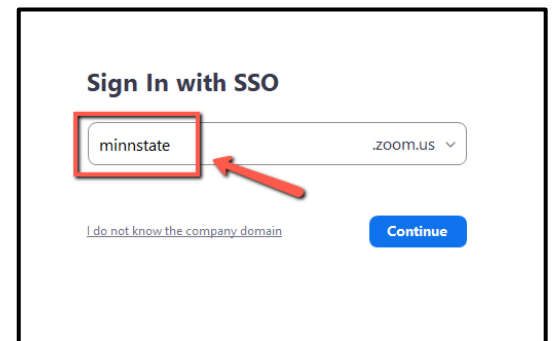 Sign In with SSO
minnstate .zoom.us
I do not know the company domain Continue